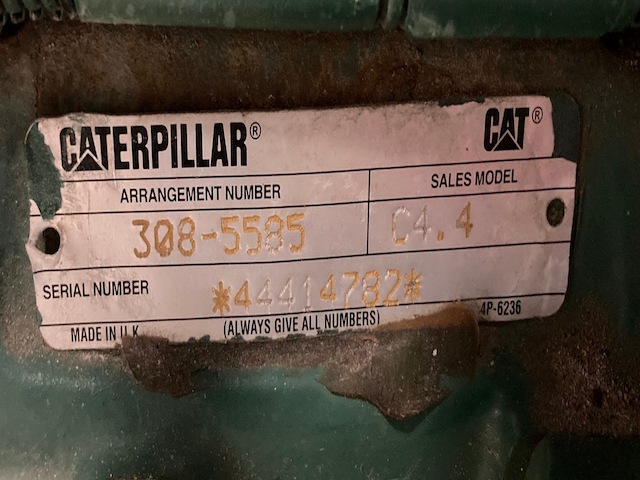 CATERPILLAR® CAT®
ARRANGEMENT NUMBER SALES MODEL
308-5585 C4.4
SERIAL NUMBER *44414782*
MADE IN U.K. (ALWAYS GIVE ALL NUMBERS) 4P-6236